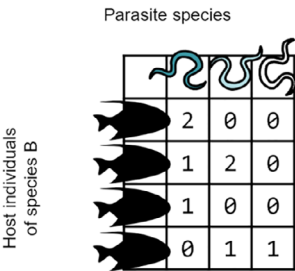 Parasite species
Host individuals
of species B
2 0 0
1 2 0
1 0 0
0 1 1